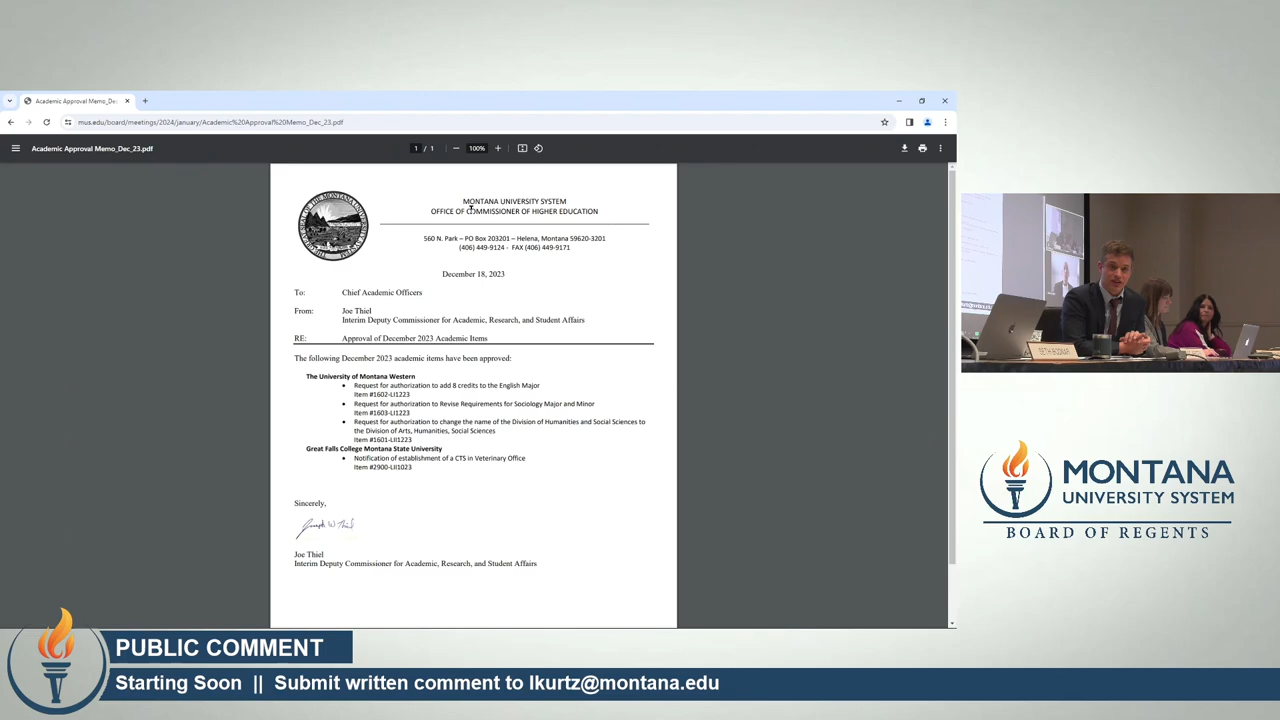 Academic Approval Memo_Dec
mus.edu/board/meetings/2024/january/Academic%20Approval%20Memo_Dec_23.pdf
Academic Approval Memo_Dec_23.pdf
1 / 1
100%
MONTANA UNIVERSITY SYSTEM
OFFICE OF COMMISSIONER OF HIGHER EDUCATION
560 N. Park – PO Box 203201 – Helena, Montana 59620-3201
(406) 449-9124 - FAX (406) 449-9171
December 18, 2023
To: Chief Academic Officers
From: Joe Thiel
Interim Deputy Commissioner for Academic, Research, and Student Affairs
RE: Approval of December 2023 Academic Items
The following December 2023 academic items have been approved:
The University of Montana Western
• Request for authorization to add 8 credits to the English Major
Item #1602-LI1223
• Request for authorization to Revise Requirements for Sociology Major and Minor
Item #1603-LI1223
• Request for authorization to change the name of the Division of Humanities and Social Sciences to
the Division of Arts, Humanities, Social Sciences
Item #1601-LII1223
Great Falls College Montana State University
• Notification of establishment of a CTS in Veterinary Office
Item #2900-LII1023
Sincerely,
Joseph W Thiel
Joe Thiel
Interim Deputy Commissioner for Academic, Research, and Student Affairs
MONTANA
UNIVERSITY SYSTEM
BOARD OF REGENTS
PUBLIC COMMENT
Starting Soon || Submit written comment to lkurtz@montana.edu